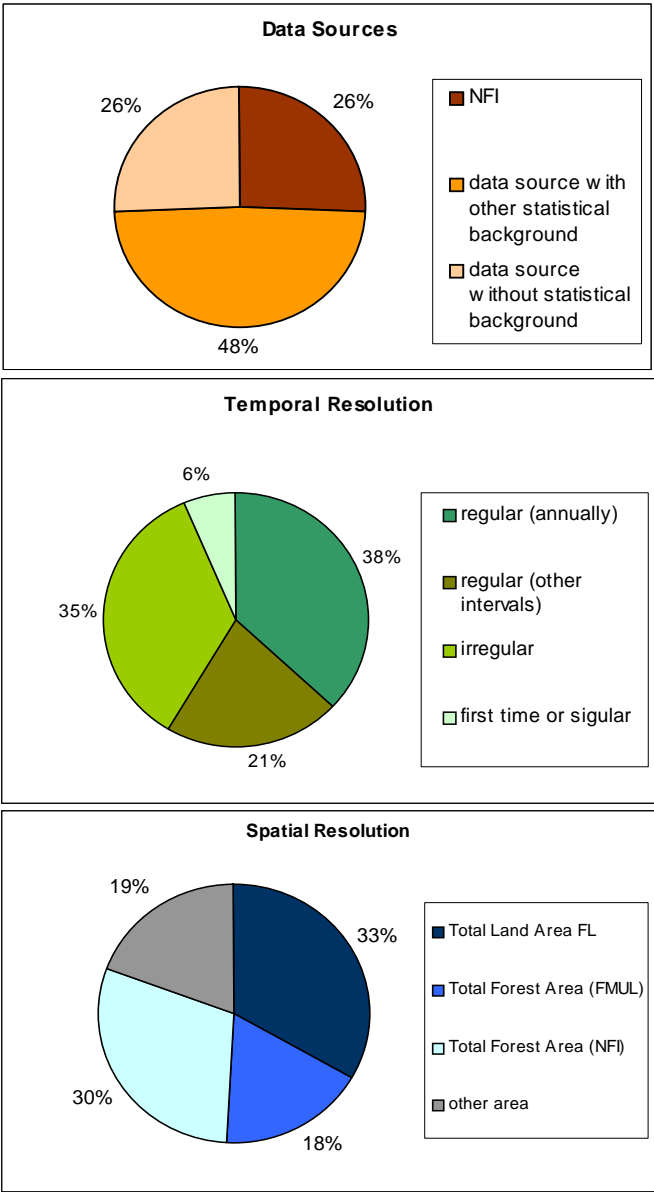 Data Sources
26%
26%
48%
NFI
data source with
other statistical
background
data source
without statistical
background
Temporal Resolution
6%
38%
35%
21%
regular (annually)
regular (other
intervals)
irregular
first time or sigular
Spatial Resolution
19%
33%
30%
18%
Total Land Area FL
Total Forest Area (FMUL)
Total Forest Area (NFI)
other area